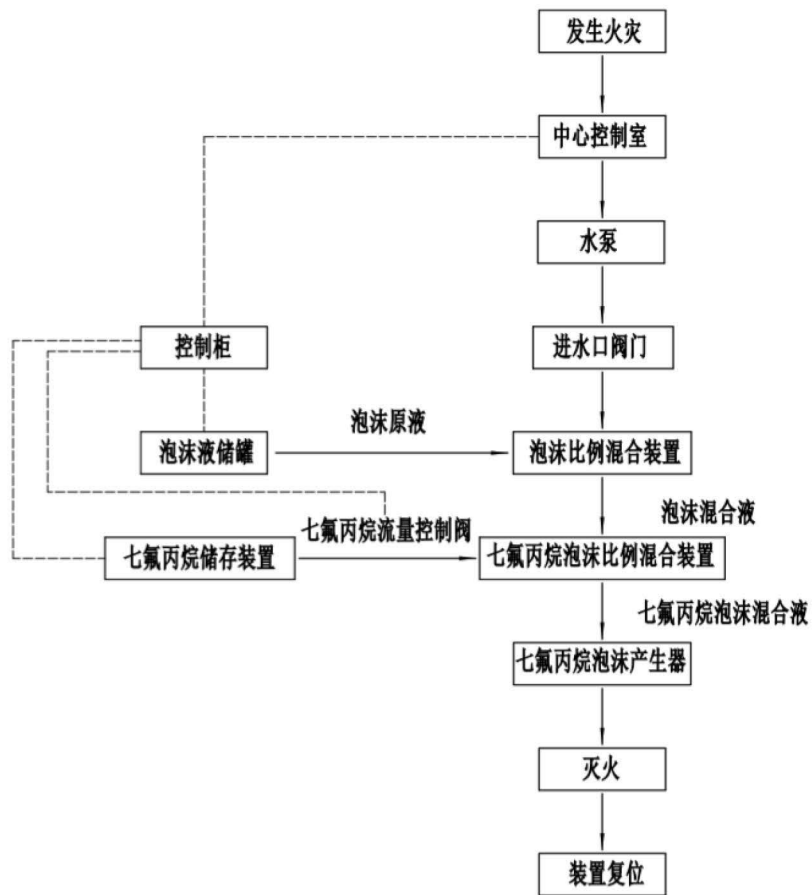 发生火灾
中心控制室
水泵
控制柜
进水口阀门
泡沫原液
泡沫液储罐
泡沫比例混合装置
泡沫混合液
七氟丙烷流量控制阀
七氟丙烷储存装置
七氟丙烷泡沫比例混合装置
七氟丙烷泡沫混合液
七氟丙烷泡沫产生器
灭火
装置复位